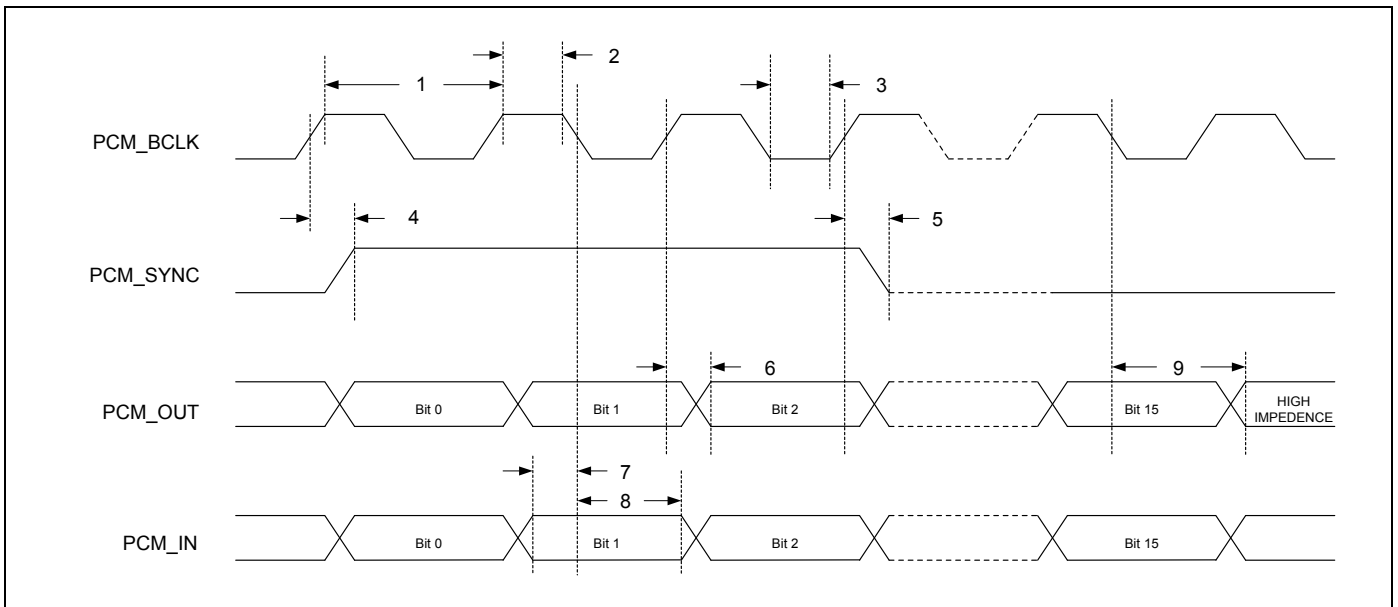 2
1
3
PCM_BCLK
4
5
PCM_SYNC
6
9
PCM_OUT
Bit 0
Bit 1
Bit 2
Bit 15
HIGH
IMPEDENCE
7
8
PCM_IN
Bit 0
Bit 1
Bit 2
Bit 15